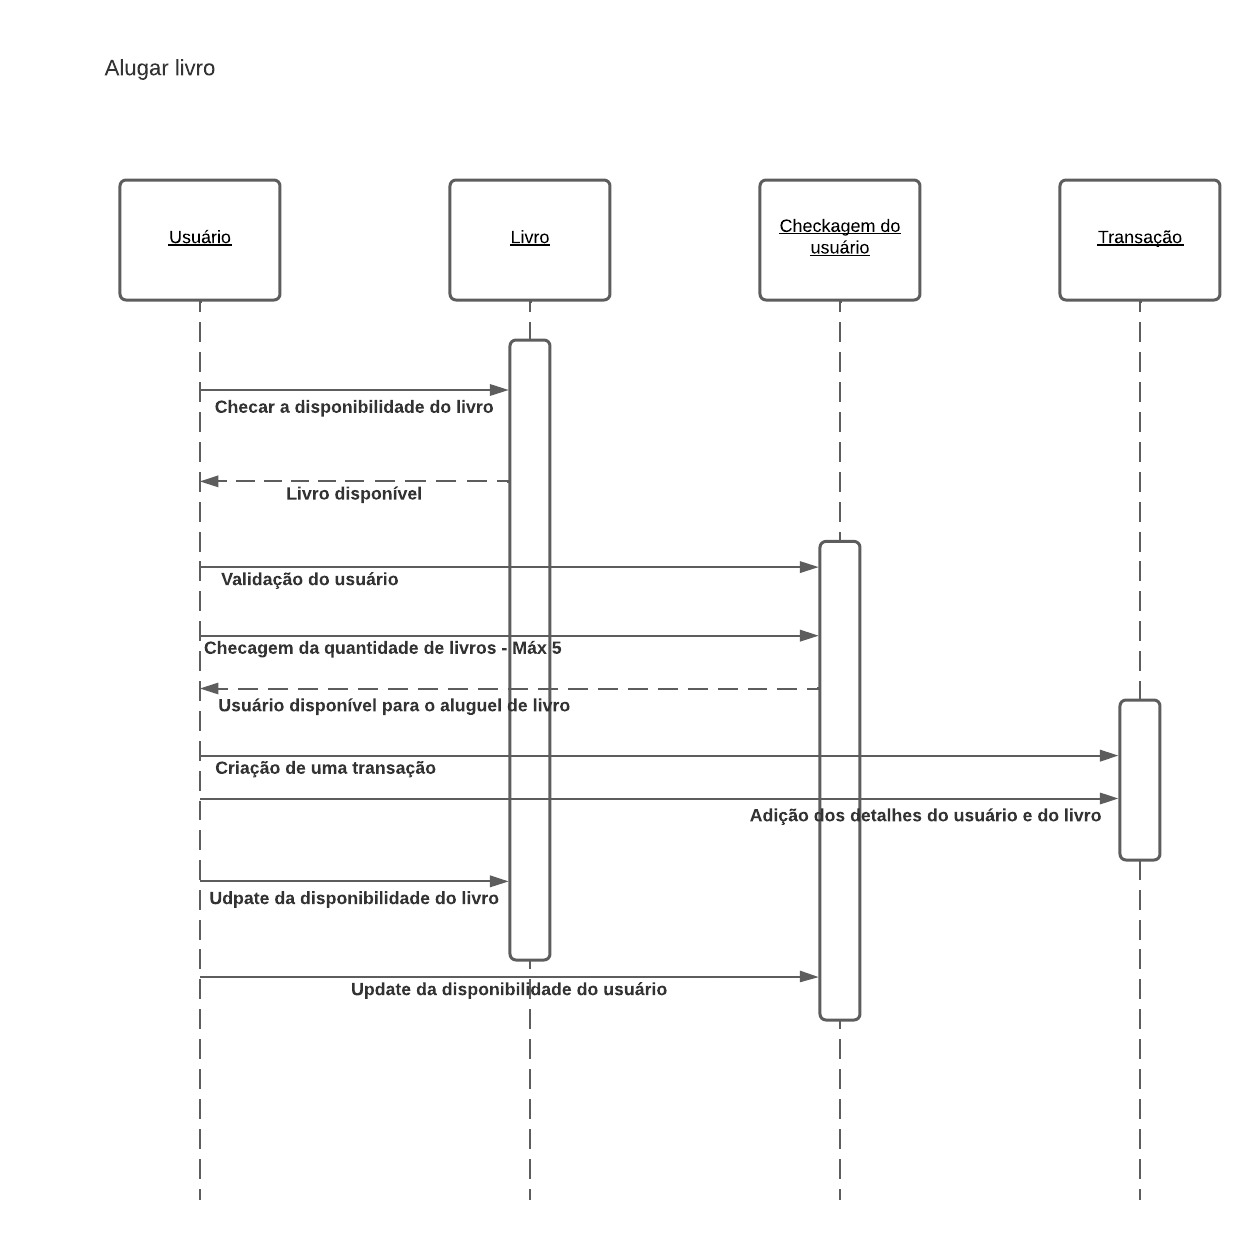 Alugar livro
Usuário
Livro
Checkagem do
usuário
Transação
Checar a disponibilidade do livro
Livro disponível
Validação do usuário
Checagem da quantidade de livros - Máx 5
Usuário disponível para o aluguel de livro
Criação de uma transação
Adição dos detalhes do usuário e do livro
Udpate da disponibilidade do livro
Update da disponibilidade do usuário